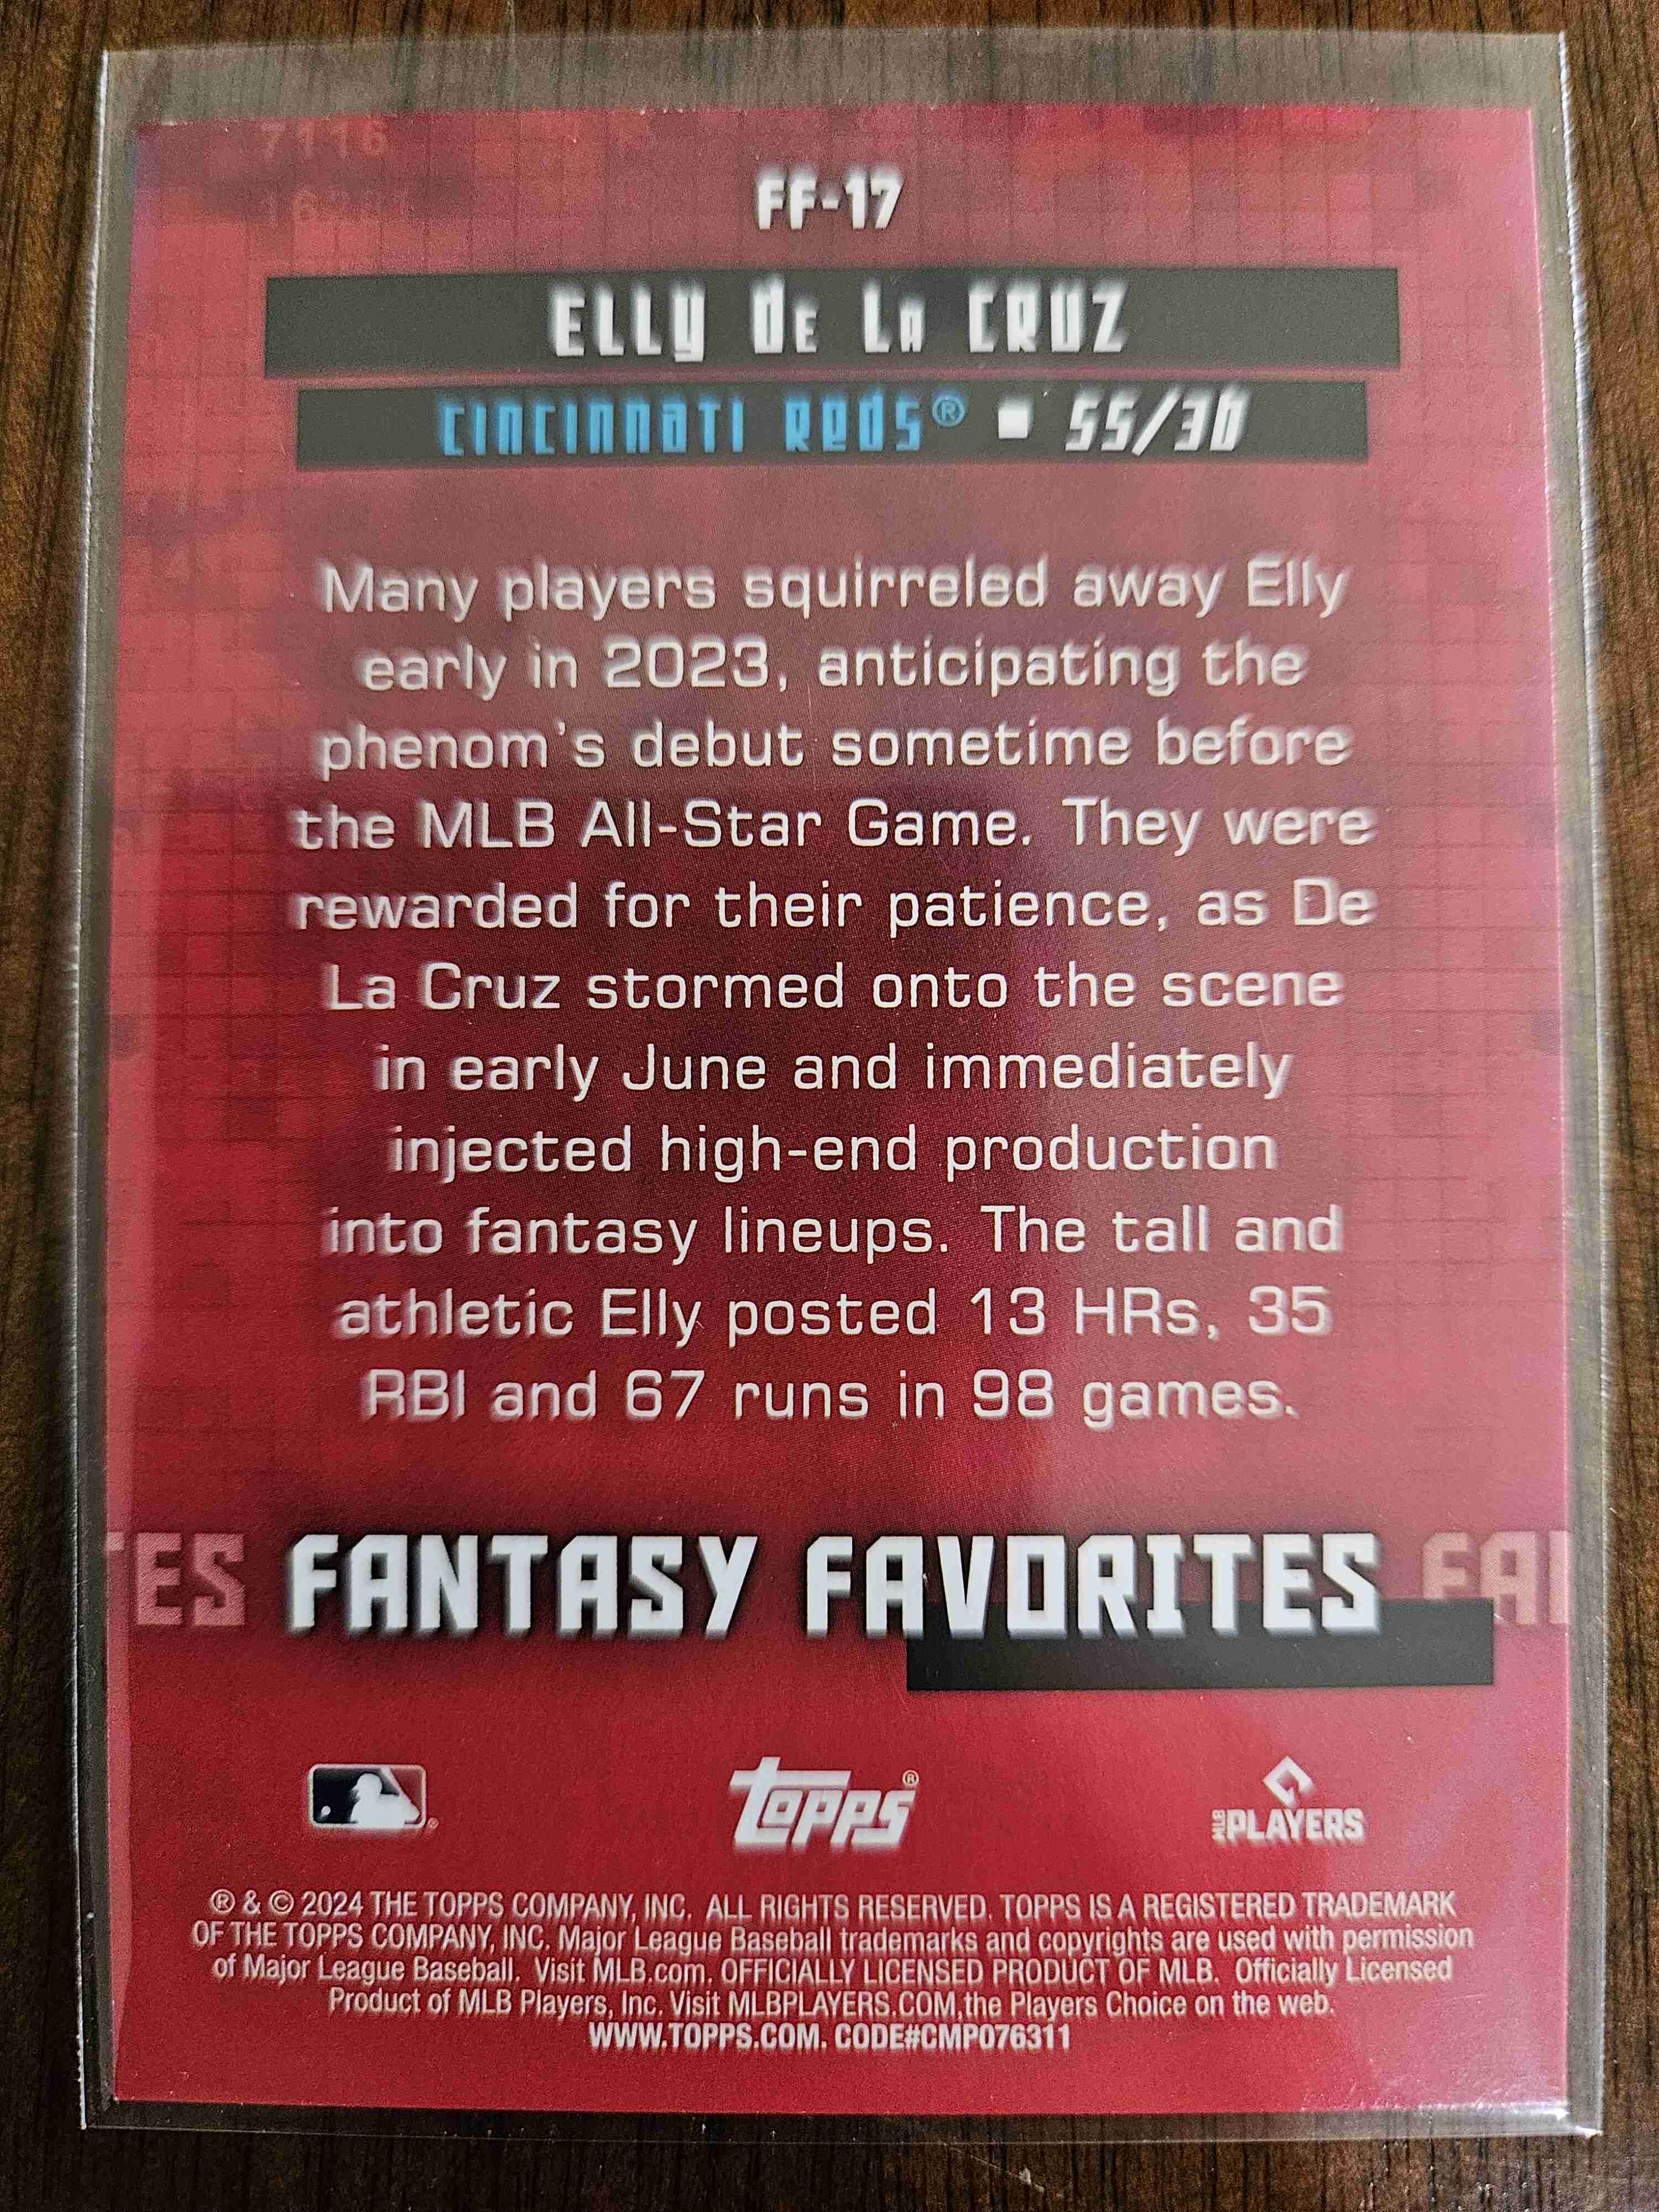 7116
FF-17
ELLY DE LA CRUZ
CINCINNATI REDS® ■ SS/3B
Many players squirreled away Elly
early in 2023, anticipating the
phenom's debut sometime before
the MLB All-Star Game. They were
rewarded for their patience, as De
La Cruz stormed onto the scene
in early June and immediately
injected high-end production
into fantasy lineups. The tall and
athletic Elly posted 13 HRs, 35
RBI and 67 runs in 98 games.
TES FANTASY FAVORITES FAN
topps®
MLB PLAYERS
® & © 2024 THE TOPPS COMPANY, INC. ALL RIGHTS RESERVED. TOPPS IS A REGISTERED TRADEMARK
OF THE TOPPS COMPANY, INC. Major League Baseball trademarks and copyrights are used with permission
of Major League Baseball. Visit MLB.com. OFFICIALLY LICENSED PRODUCT OF MLB. Officially Licensed
Product of MLB Players, Inc. Visit MLBPLAYERS.COM,the Players Choice on the web.
WWW.TOPPS.COM. CODE#CMP076311